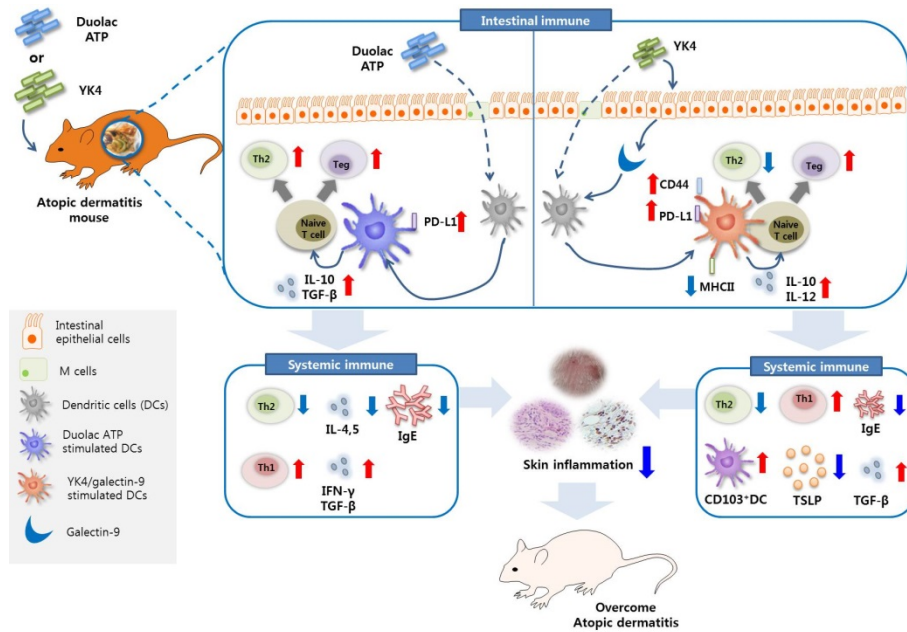 Duolac
ATP
or
YK4
Atopic dermatitis
mouse
Intestinal immune
Duolac
ATP
YK4
M
M
Th2
Teg
Naive
T cell
PD-L1
IL-10
TGF-β
CD44
PD-L1
MHCII
Th2
Teg
Naive
T cell
IL-10
IL-12
Intestinal
epithelial cells
M cells
Dendritic cells (DCs)
Duolac ATP
stimulated DCs
YK4/galectin-9
stimulated DCs
Galectin-9
Systemic immune
Th2
IL-4,5
IgE
Th1
IFN-γ
TGF-β
Skin inflammation
Systemic immune
Th2
Th1
IgE
CD103⁺DC
TSLP
TGF-β
Overcome
Atopic dermatitis